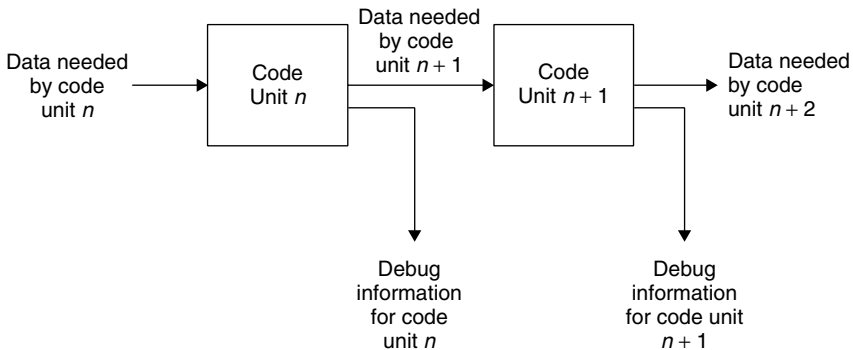 Data needed
by code
unit n
Code
Unit n
Data needed
by code
unit n + 1
Code
Unit n + 1
Data needed
by code
unit n + 2
Debug
information
for code
unit n
Debug
information
for code unit
n + 1